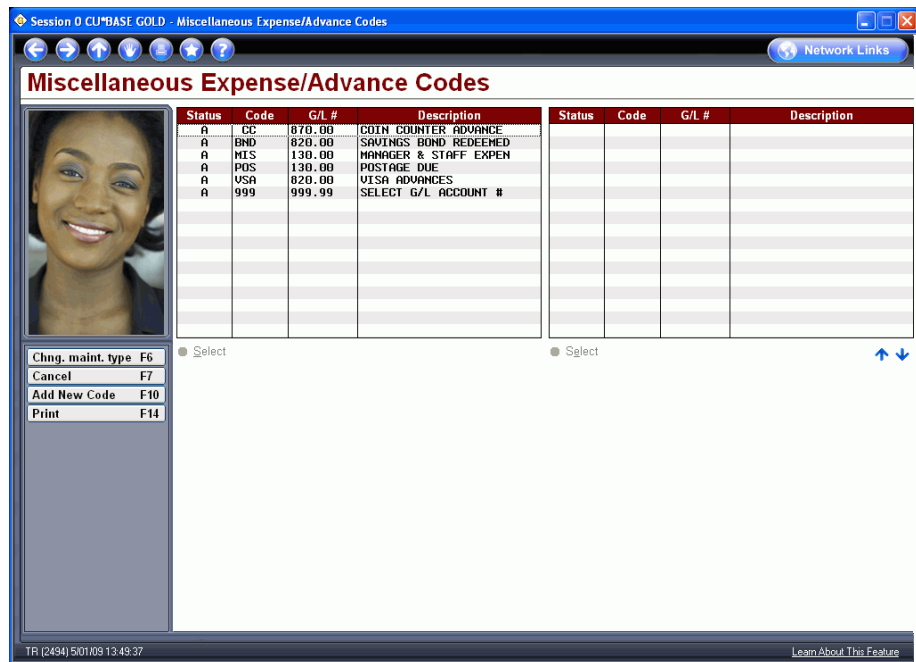 Session 0 CU*BASE GOLD - Miscellaneous Expense/Advance Codes
Network Links
Miscellaneous Expense/Advance Codes
Status Code G/L # Description Status Code G/L # Description
A CC 870.00 COIN COUNTER ADVANCE
A BND 820.00 SAVINGS BOND REDEEMED
A MIS 130.00 MANAGER & STAFF EXPEN
A POS 130.00 POSTAGE DUE
A VSA 820.00 VISA ADVANCES
A 999 999.99 SELECT G/L ACCOUNT #
Select Select
Chng. maint. type F6
Cancel F7
Add New Code F10
Print F14
TR (2494) 5/01/09 13:49:37 Learn About This Feature